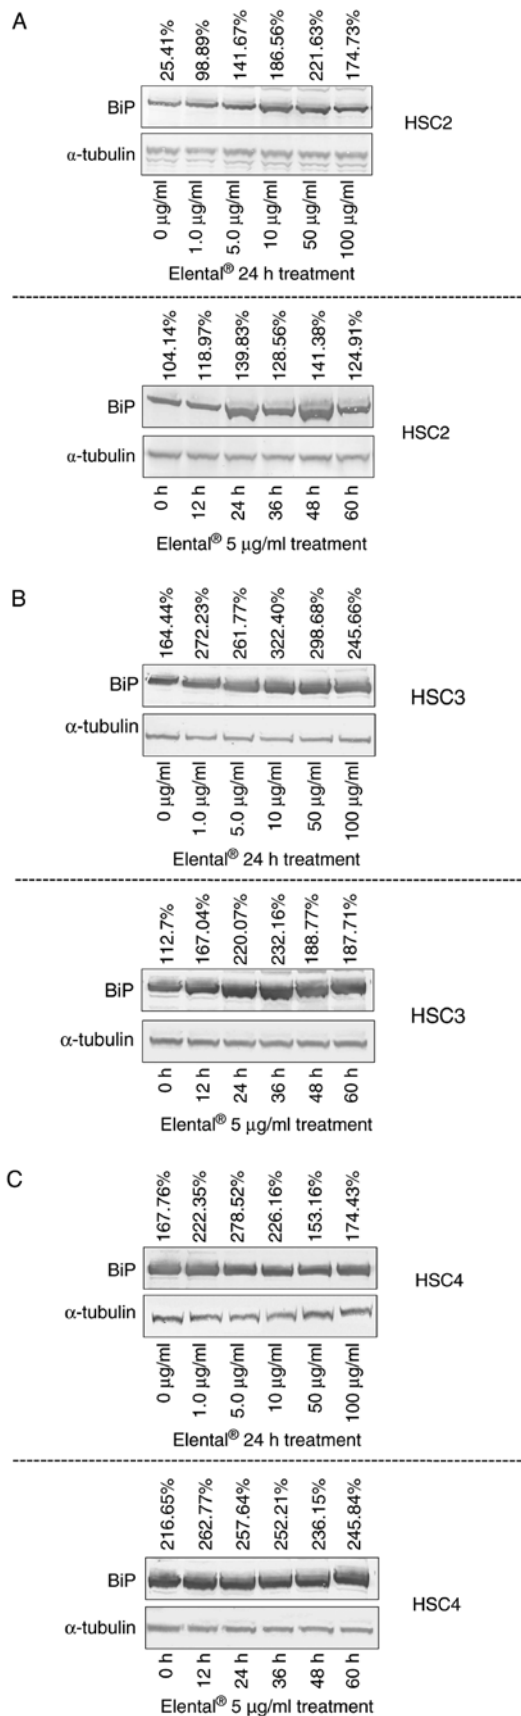 A
25.41% 98.89% 141.67% 186.56% 221.63% 174.73%
BiP
HSC2
α-tubulin
0 μg/ml 1.0 μg/ml 5.0 μg/ml 10 μg/ml 50 μg/ml 100 μg/ml
Elental® 24 h treatment
104.14% 118.97% 139.83% 128.56% 141.38% 124.91%
BiP
HSC2
α-tubulin
0 h 12 h 24 h 36 h 48 h 60 h
Elental® 5 μg/ml treatment
B
164.44% 272.23% 261.77% 322.40% 298.68% 245.66%
BiP
HSC3
α-tubulin
0 μg/ml 1.0 μg/ml 5.0 μg/ml 10 μg/ml 50 μg/ml 100 μg/ml
Elental® 24 h treatment
112.7% 167.04% 220.07% 232.16% 188.77% 187.71%
BiP
HSC3
α-tubulin
0 h 12 h 24 h 36 h 48 h 60 h
Elental® 5 μg/ml treatment
C
167.76% 222.35% 278.52% 226.16% 153.16% 174.43%
BiP
HSC4
α-tubulin
0 μg/ml 1.0 μg/ml 5.0 μg/ml 10 μg/ml 50 μg/ml 100 μg/ml
Elental® 24 h treatment
216.65% 262.77% 257.64% 252.21% 236.15% 245.84%
BiP
HSC4
α-tubulin
0 h 12 h 24 h 36 h 48 h 60 h
Elental® 5 μg/ml treatment